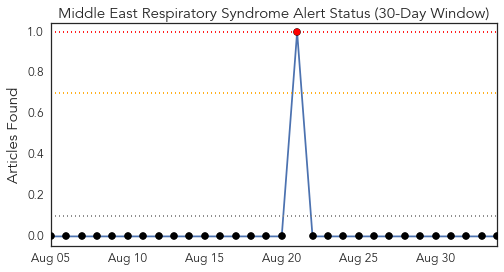 Middle East Respiratory Syndrome Alert Status (30-Day Window)
Articles Found
1.0
0.8
0.6
0.4
0.2
0.0
Aug 05 Aug 10 Aug 15 Aug 20 Aug 25 Aug 30